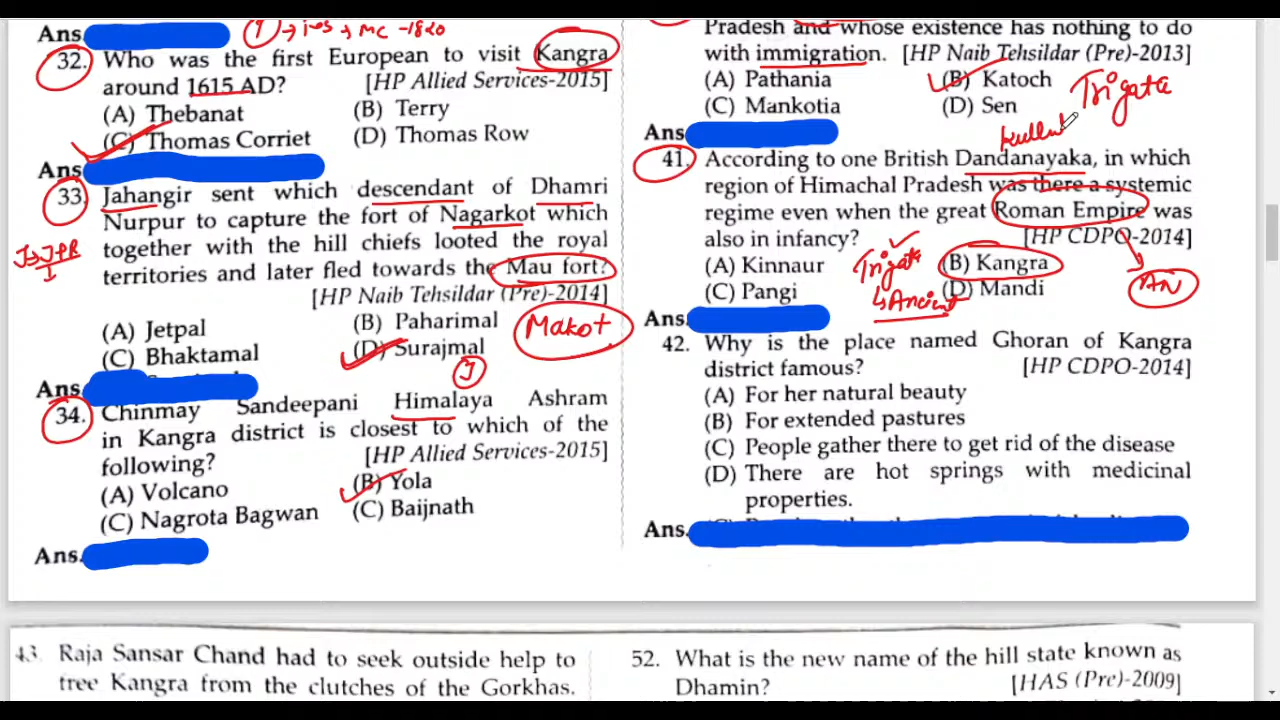 Ans
① → ins → MC - 1820
32. Who was the first European to visit Kangra
around 1615 AD? [HP Allied Services-2015]
(A) Thebanat (B) Terry
(C) Thomas Corriet (D) Thomas Row
Ans
33. Jahangir sent which descendant of Dhamri
Nurpur to capture the fort of Nagarkot which
together with the hill chiefs looted the royal
territories and later fled towards the Mau fort?
[HP Naib Tehsildar (Pre)-2014]
(A) Jetpal (B) Paharimal
(C) Bhaktamal (D) Surajmal
Makot
J
Ans
34. Chinmay Sandeepani Himalaya Ashram
in Kangra district is closest to which of the
following? [HP Allied Services-2015]
(A) Volcano (B) Yola
(C) Nagrota Bagwan (C) Baijnath
Ans.
Pradesh and whose existence has nothing to do
with immigration. [HP Naib Tehsildar (Pre)-2013]
(A) Pathania (B) Katoch
(C) Mankotia (D) Sen
Trigata
Ans
41. According to one British Dandanayaka, in which
region of Himachal Pradesh was there a systemic
regime even when the great Roman Empire was
also in infancy? [HP CDPO-2014]
(A) Kinnaur (B) Kangra
(C) Pangi (D) Mandi
Trigata
Ancient
AN
Ans.
42. Why is the place named Ghoran of Kangra
district famous? [HP CDPO-2014]
(A) For her natural beauty
(B) For extended pastures
(C) People gather there to get rid of the disease
(D) There are hot springs with medicinal
properties.
Ans.
43. Raja Sansar Chand had to seek outside help to
tree Kangra from the clutches of the Gorkhas.
52. What is the new name of the hill state known as
Dhamin? [HAS (Pre)-2009]